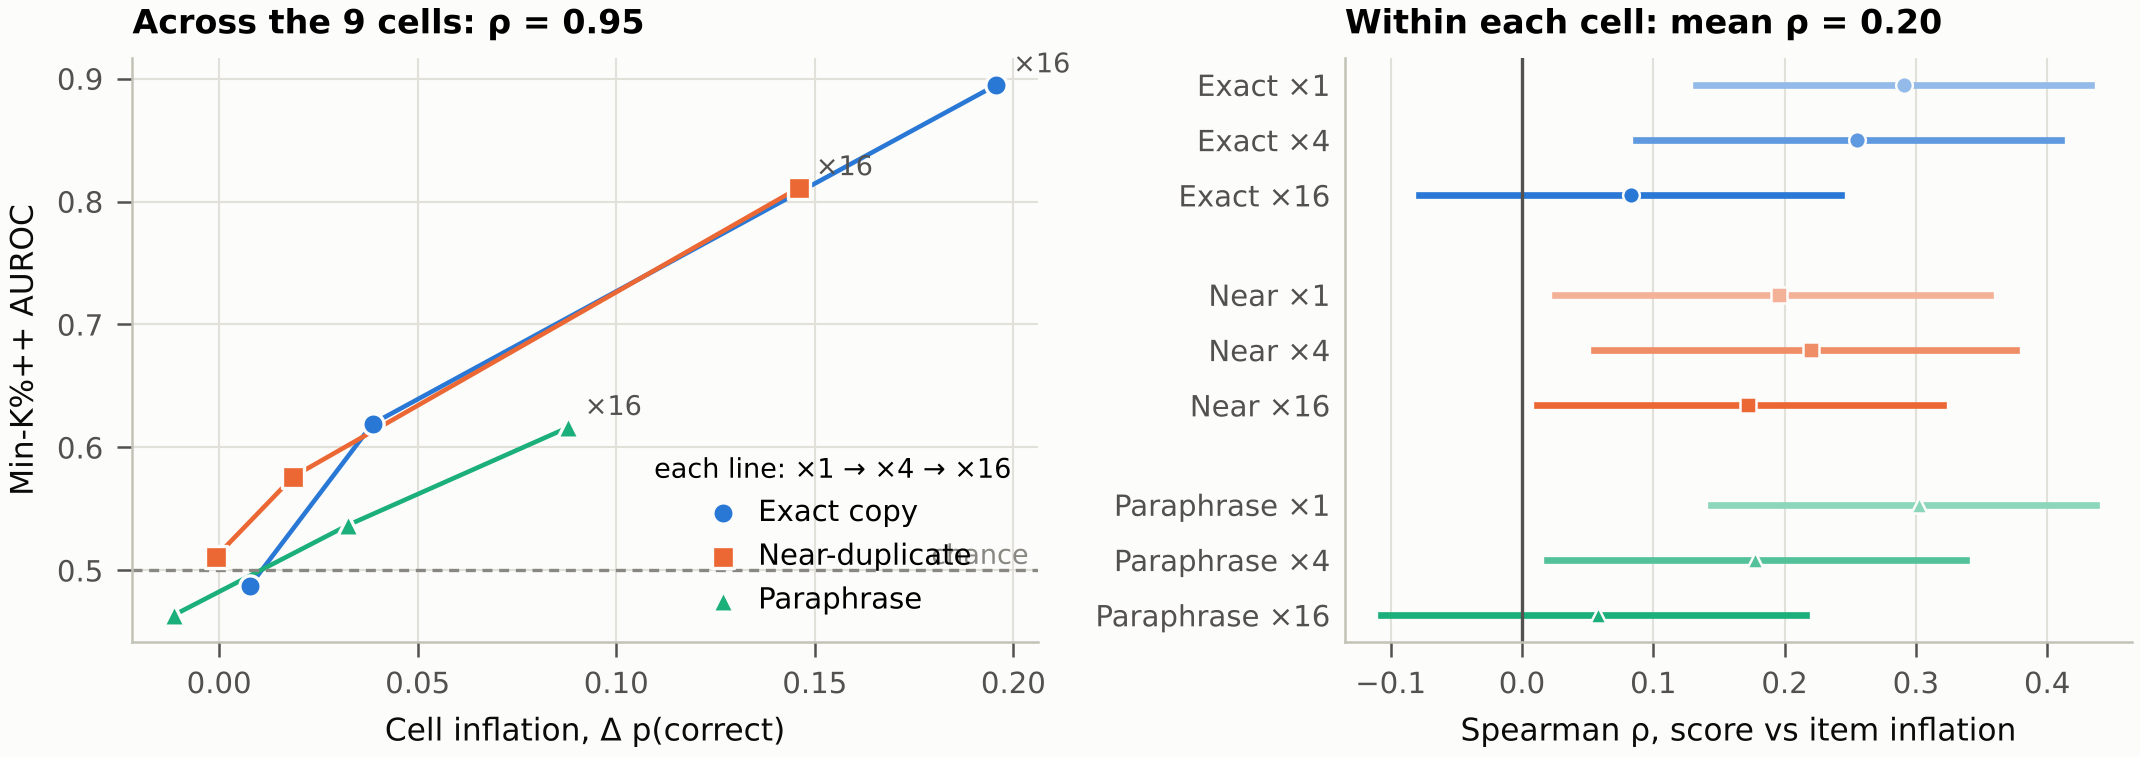 Across the 9 cells: ρ = 0.95
0.9
0.8
0.7
0.6
0.5
Min-K%++ AUROC
×16
×16
×16
each line: ×1 → ×4 → ×16
Exact copy
Near-duplicate
chance
Paraphrase
0.00
0.05
0.10
0.15
0.20
Cell inflation, Δ p(correct)
Within each cell: mean ρ = 0.20
Exact ×1
Exact ×4
Exact ×16
Near ×1
Near ×4
Near ×16
Paraphrase ×1
Paraphrase ×4
Paraphrase ×16
−0.1
0.0
0.1
0.2
0.3
0.4
Spearman ρ, score vs item inflation